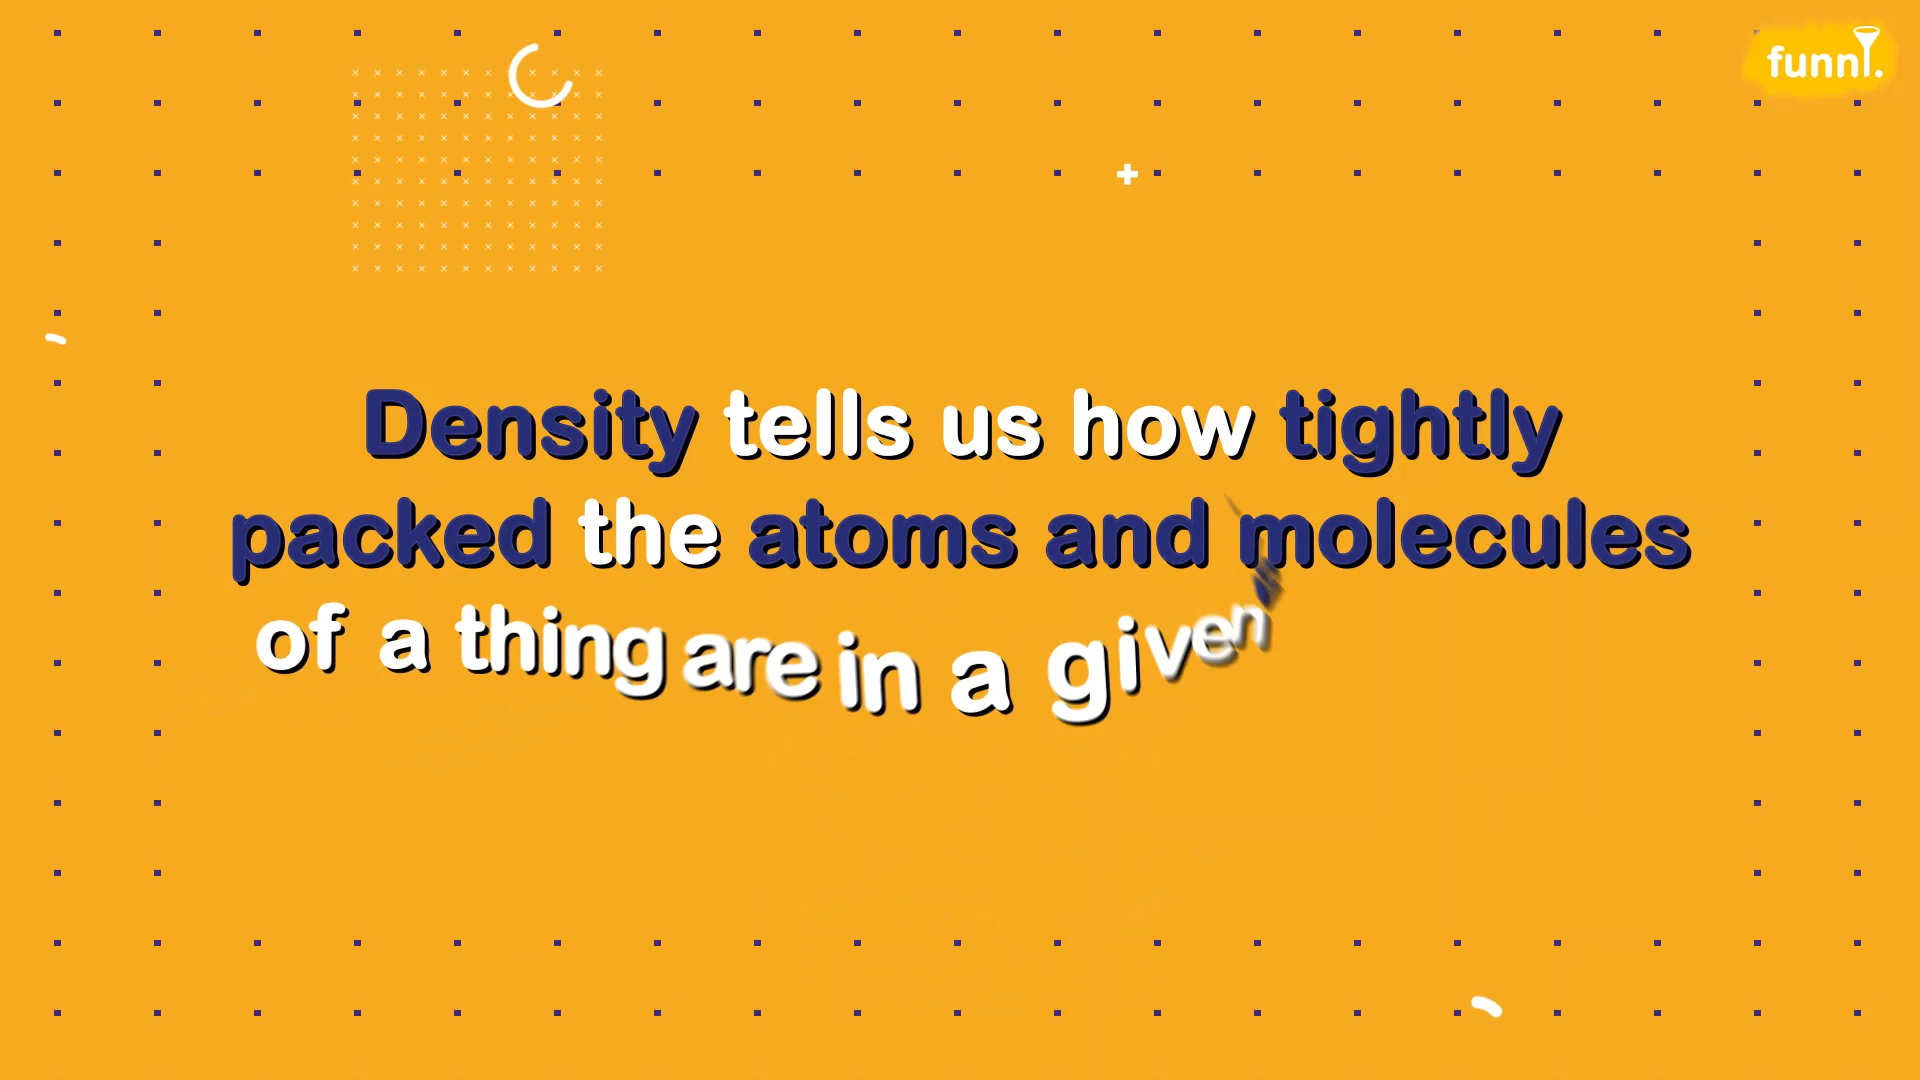 funnl.
Density tells us how tightly
packed the atoms and molecules
of a thing are in a given